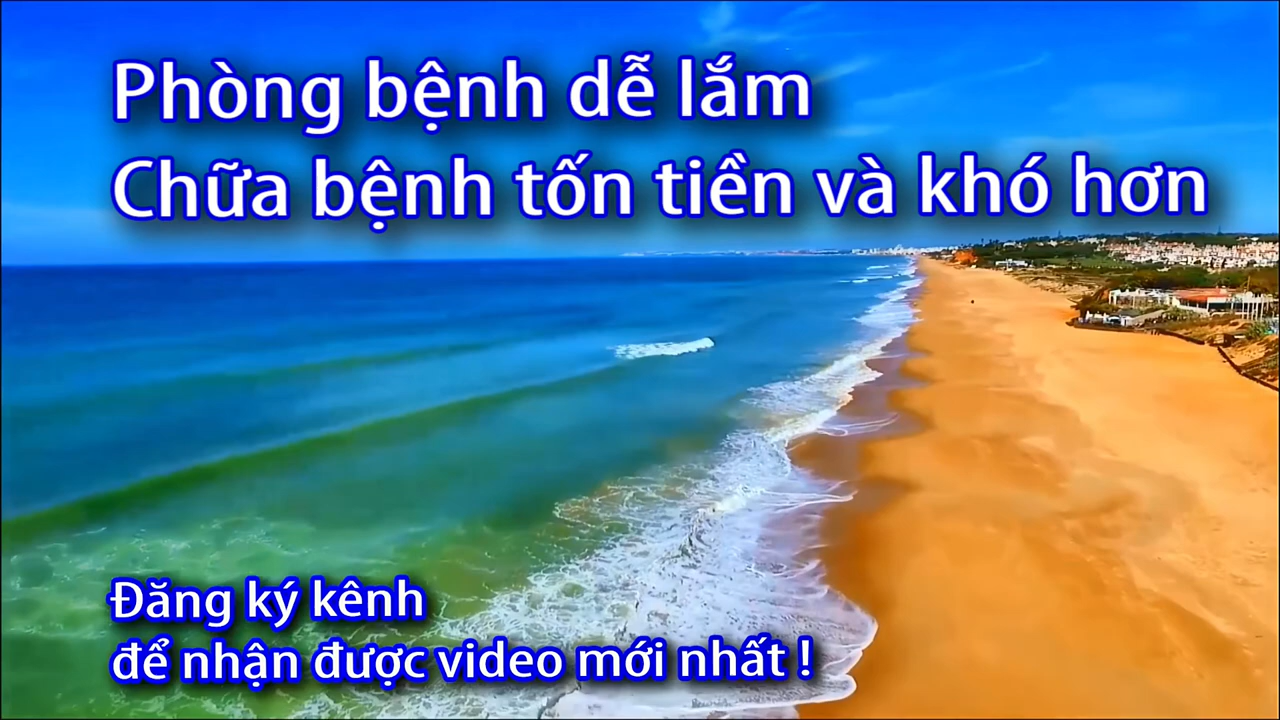 Phòng bệnh dễ lắm
Chữa bệnh tốn tiền và khó hơn
Đăng ký kênh
để nhận được video mới nhất !